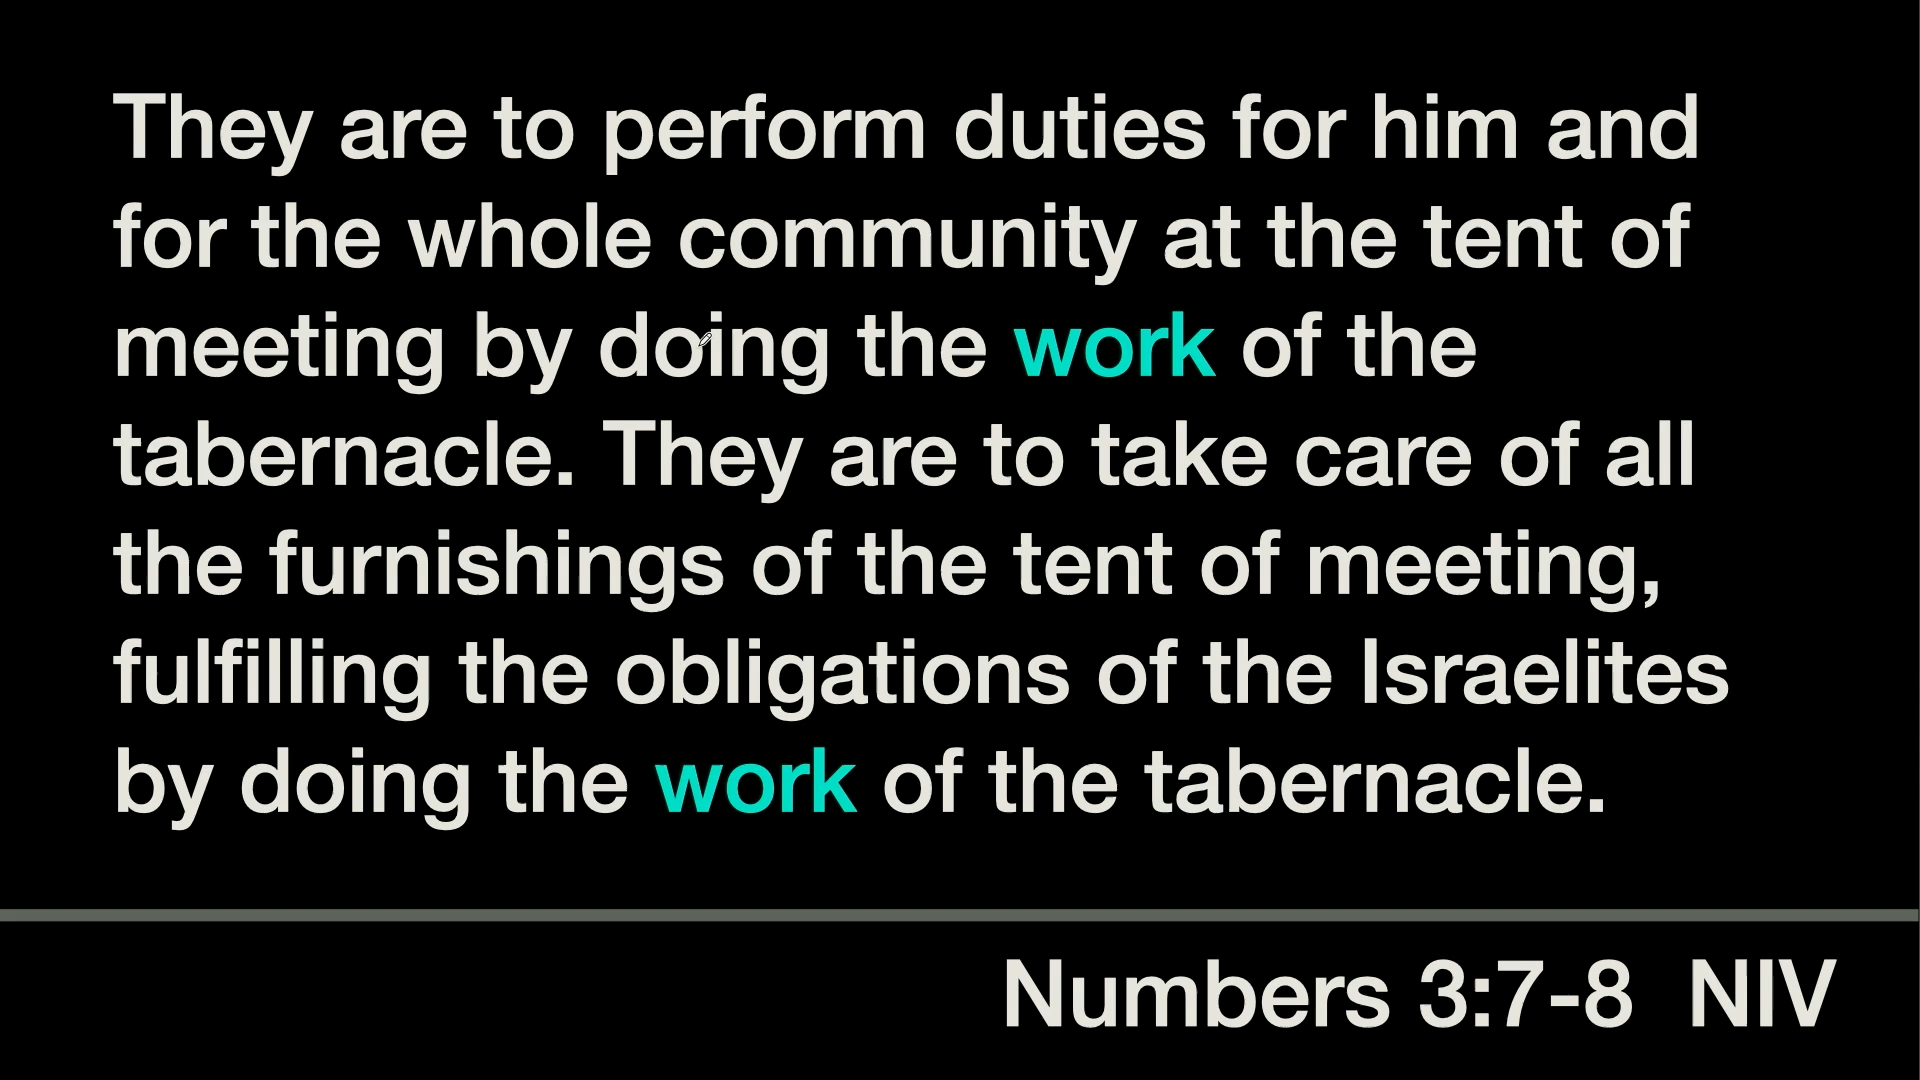 They are to perform duties for him and
for the whole community at the tent of
meeting by doing the work of the
tabernacle. They are to take care of all
the furnishings of the tent of meeting,
fulfilling the obligations of the Israelites
by doing the work of the tabernacle.
Numbers 3:7-8 NIV